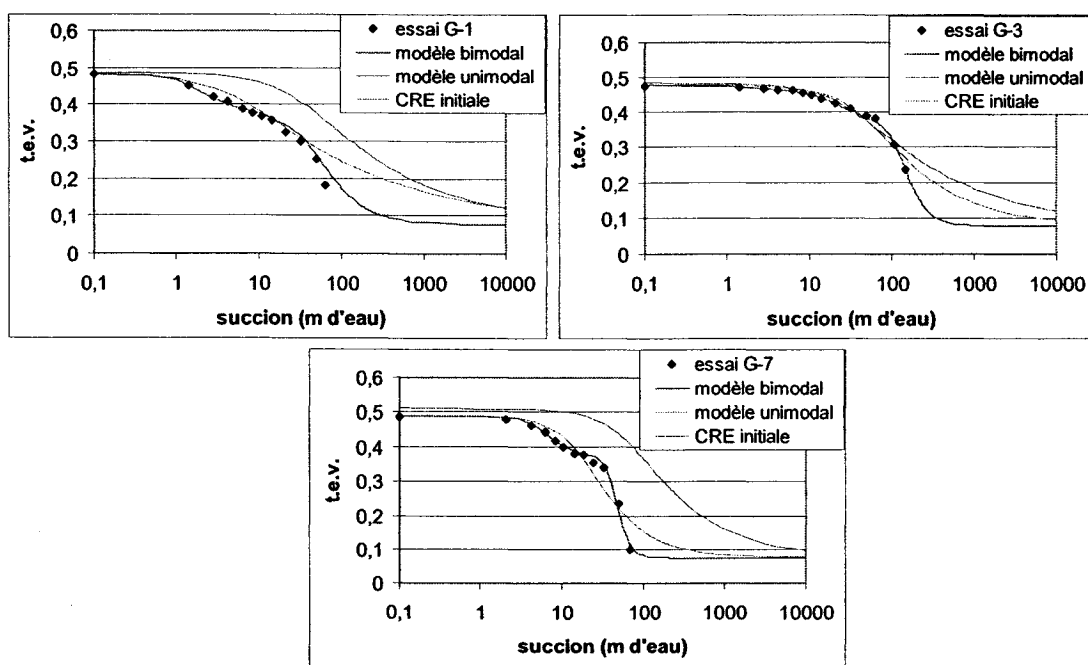 essai G-1
modèle bimodal
modèle unimodal
CRE initiale
0,6
0,5
0,4
0,3
0,2
0,1
0
t.e.v.
0,1 1 10 100 1000 10000
succion (m d'eau)
essai G-3
modèle bimodal
modèle unimodal
CRE initiale
0,6
0,5
0,4
0,3
0,2
0,1
0
t.e.v.
0,1 1 10 100 1000 10000
succion (m d'eau)
essai G-7
modèle bimodal
modèle unimodal
CRE initiale
0,6
0,5
0,4
0,3
0,2
0,1
0
t.e.v.
0,1 1 10 100 1000 10000
succion (m d'eau)